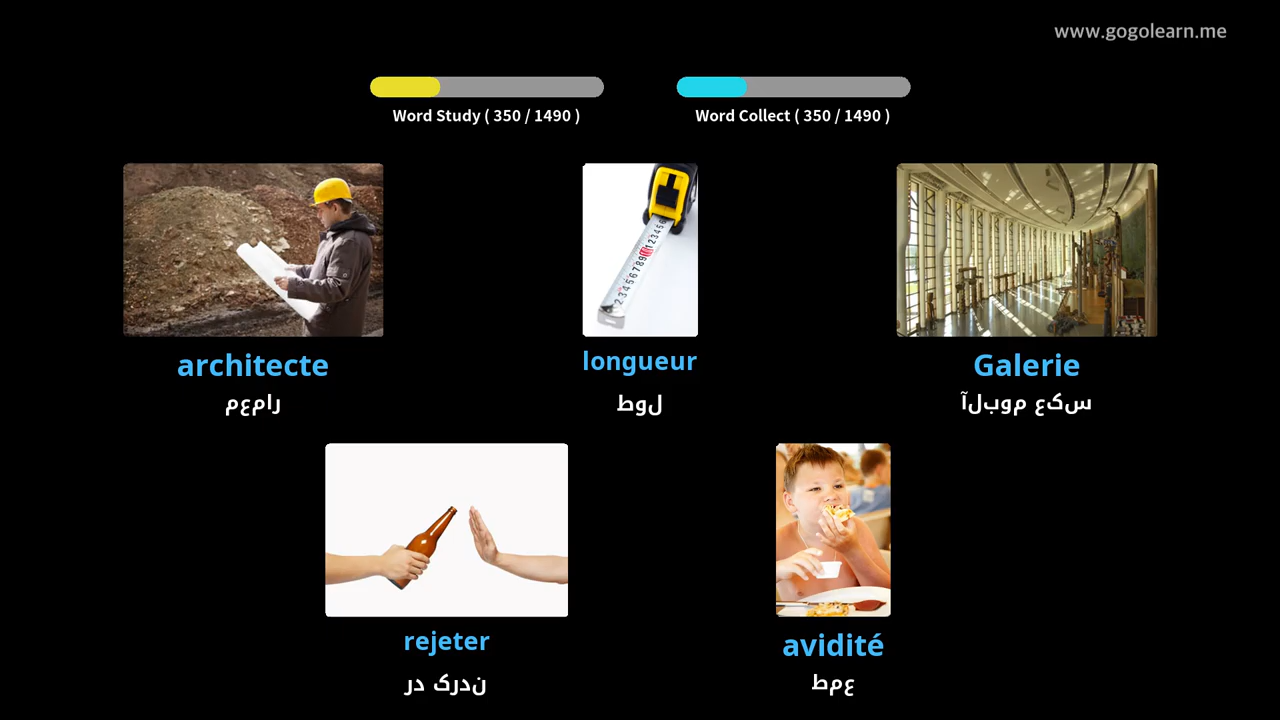 www.gogolearn.me
Word Study ( 350 / 1490 )
Word Collect ( 350 / 1490 )
architecte
رامعم
longueur
لوط
Galerie
سکع موبلآ
rejeter
ندرک در
avidité
عمط